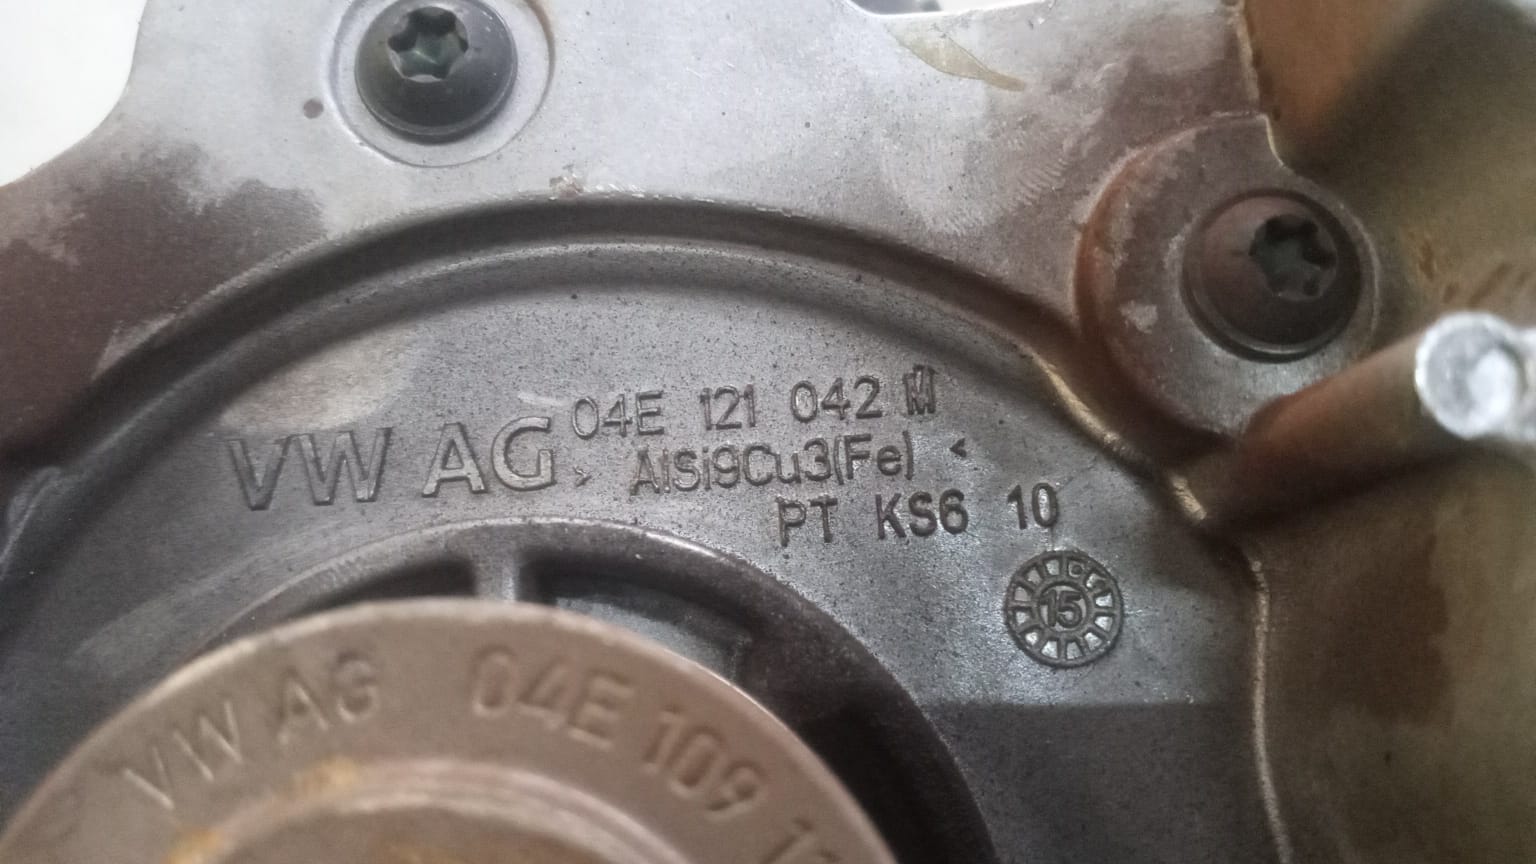 VW AG
04E 121 042 M
> AlSi9Cu3(Fe) <
PT KS6 10
15
VW AG 04E 109